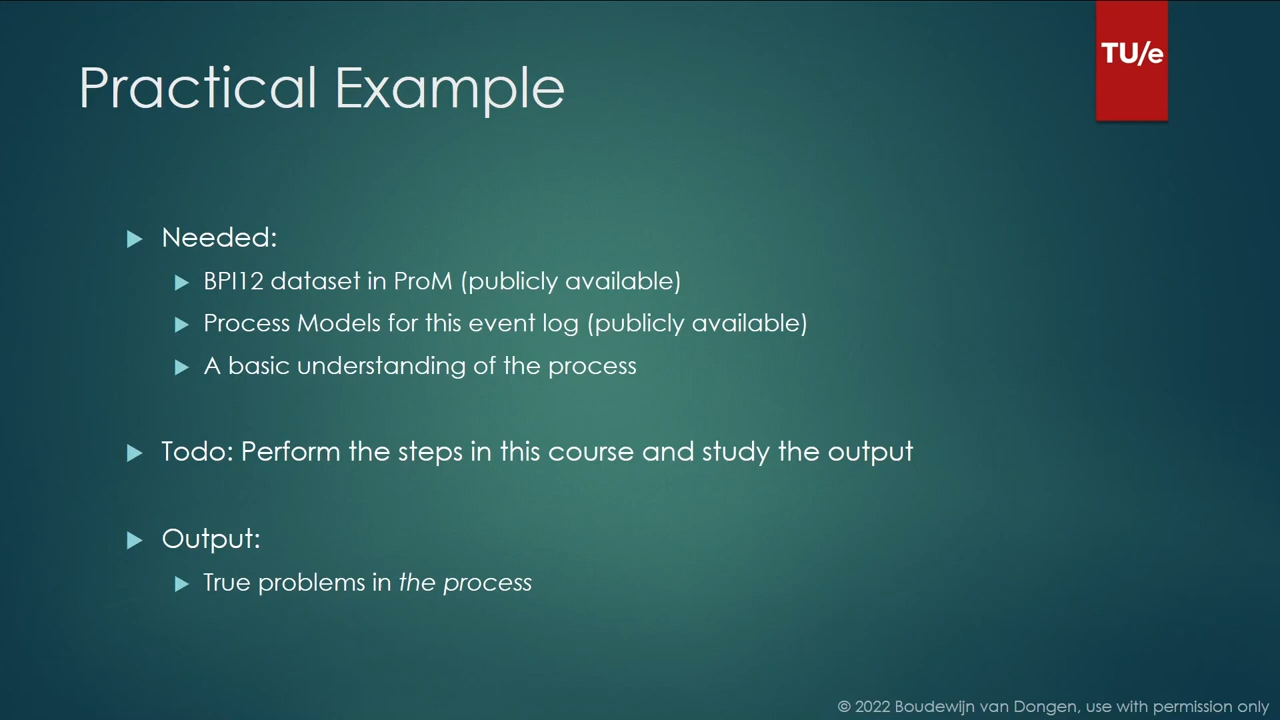 TU/e
Practical Example
Needed:
BPI12 dataset in ProM (publicly available)
Process Models for this event log (publicly available)
A basic understanding of the process
Todo: Perform the steps in this course and study the output
Output:
True problems in the process
© 2022 Boudewijn van Dongen, use with permission only